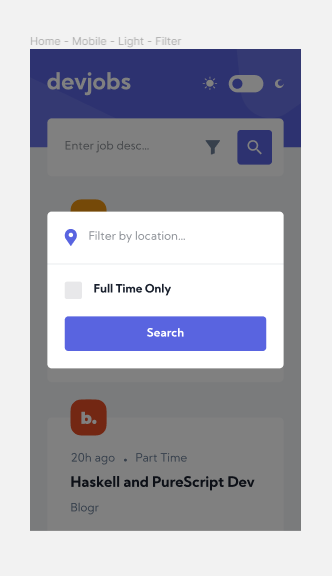 Home - Mobile - Light - Filter
devjobs
Enter job desc...
Filter by location...
Full Time Only
Search
b.
20h ago . Part Time
Haskell and PureScript Dev
Blogr